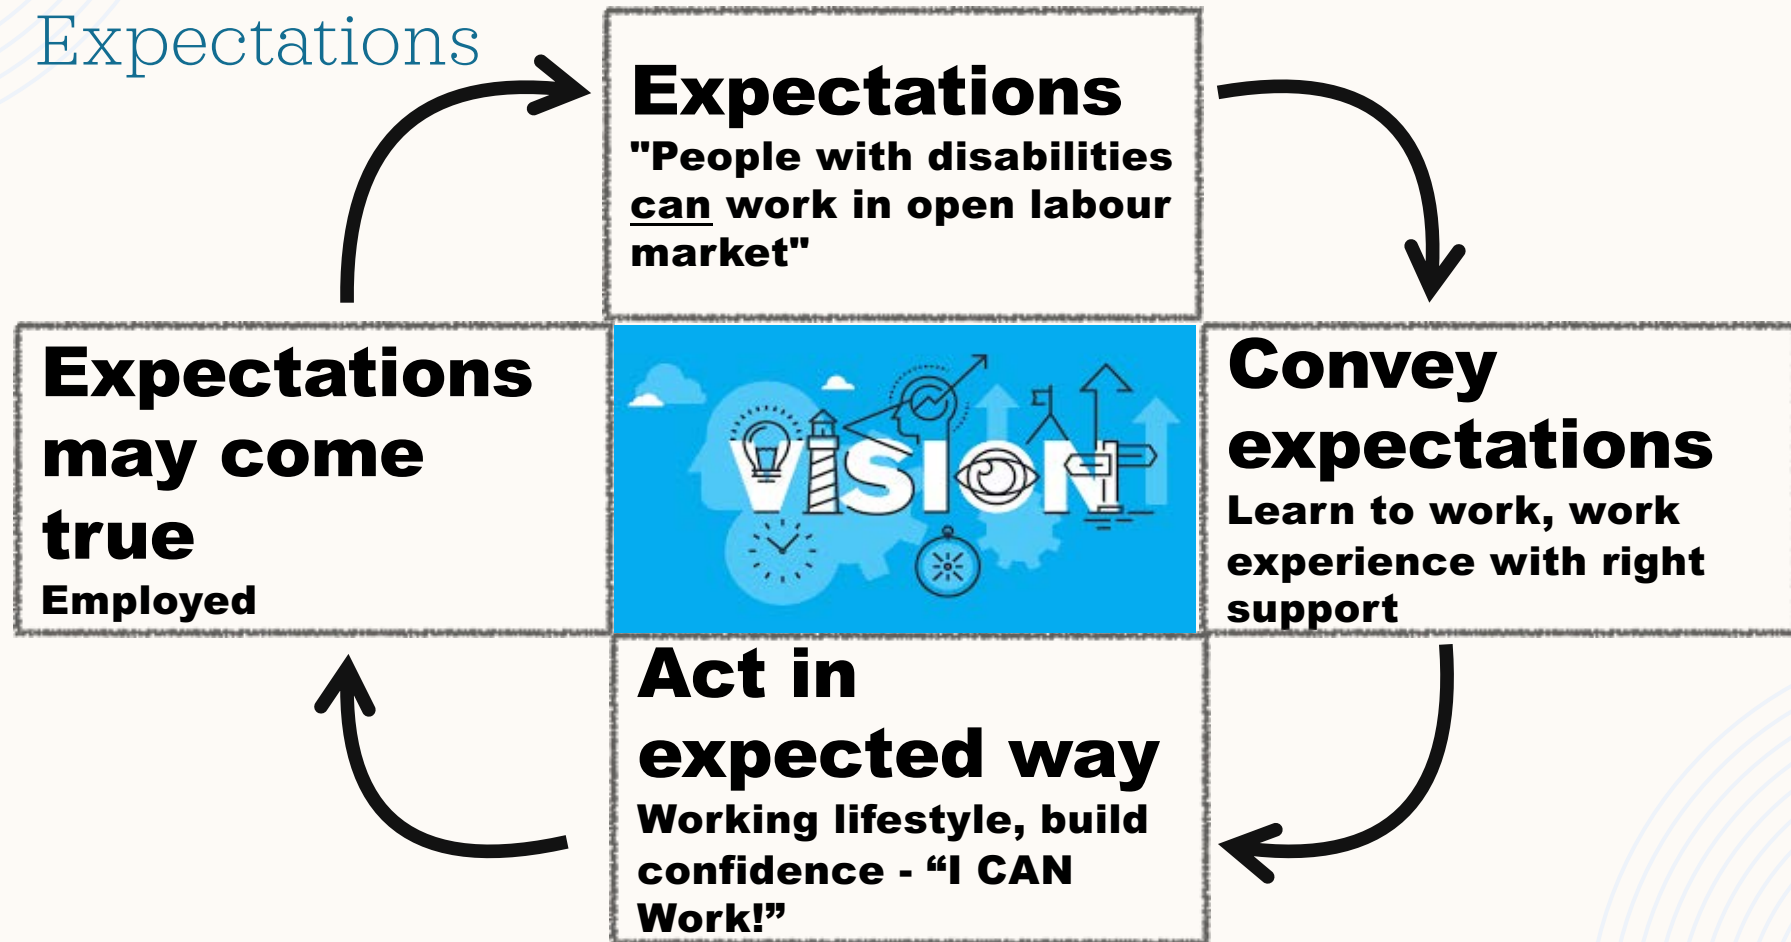 Expectations
Expectations
"People with disabilities
can work in open labour
market"
Expectations
may come
true
Employed
VISION
Convey
expectations
Learn to work, work
experience with right
support
Act in
expected way
Working lifestyle, build
confidence - “I CAN
Work!”